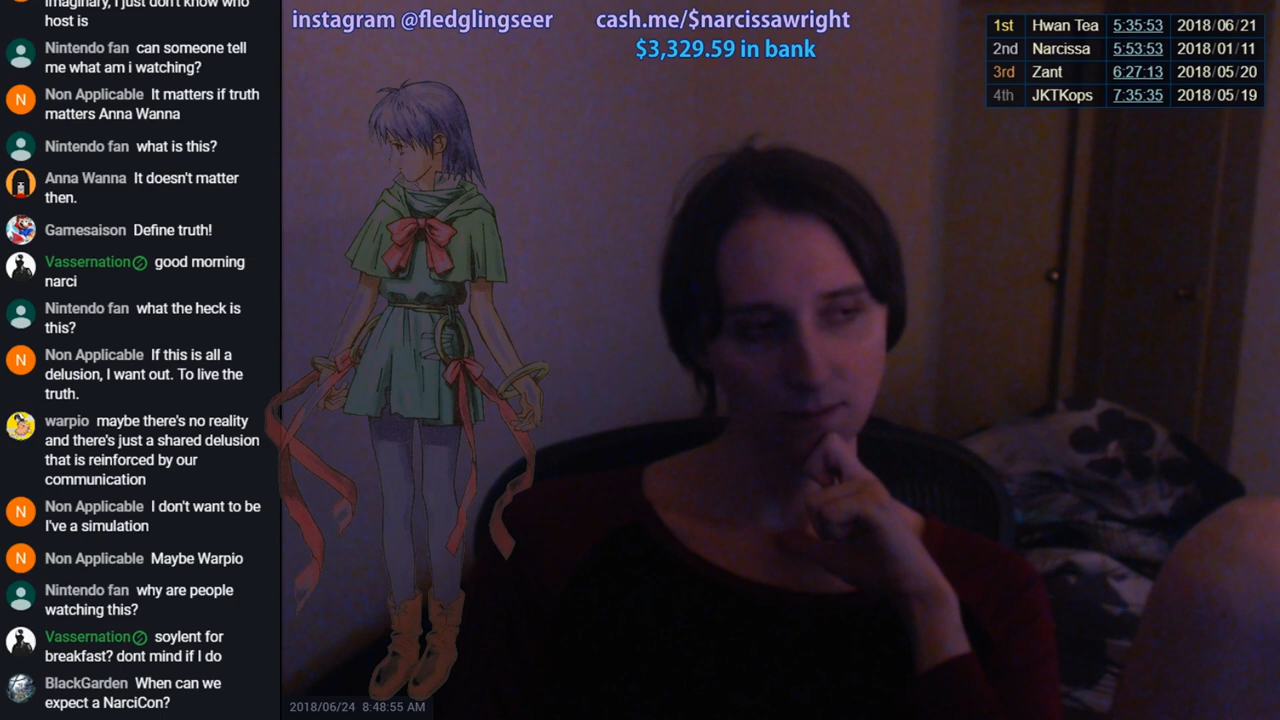 imaginary, I just don't know who
host is
Nintendo fan can someone tell
me what am i watching?
N
Non Applicable It matters if truth
matters Anna Wanna
Nintendo fan what is this?
Anna Wanna It doesn't matter
then.
Gamesaison Define truth!
Vassernation good morning
narci
Nintendo fan what the heck is
this?
N
Non Applicable If this is all a
delusion, I want out. To live the
truth.
warpio maybe there's no reality
and there's just a shared delusion
that is reinforced by our
communication
N
Non Applicable I don't want to be
I've a simulation
N
Non Applicable Maybe Warpio
Nintendo fan why are people
watching this?
Vassernation soylent for
breakfast? dont mind if I do
BlackGarden When can we
expect a NarciCon?
instagram @fledglingseer
cash.me/$narcissawright
$3,329.59 in bank
1st Hwan Tea 5:35:53 2018/06/21
2nd Narcissa 5:53:53 2018/01/11
3rd Zant 6:27:13 2018/05/20
4th JKTKops 7:35:35 2018/05/19
2018/06/24 8:48:55 AM